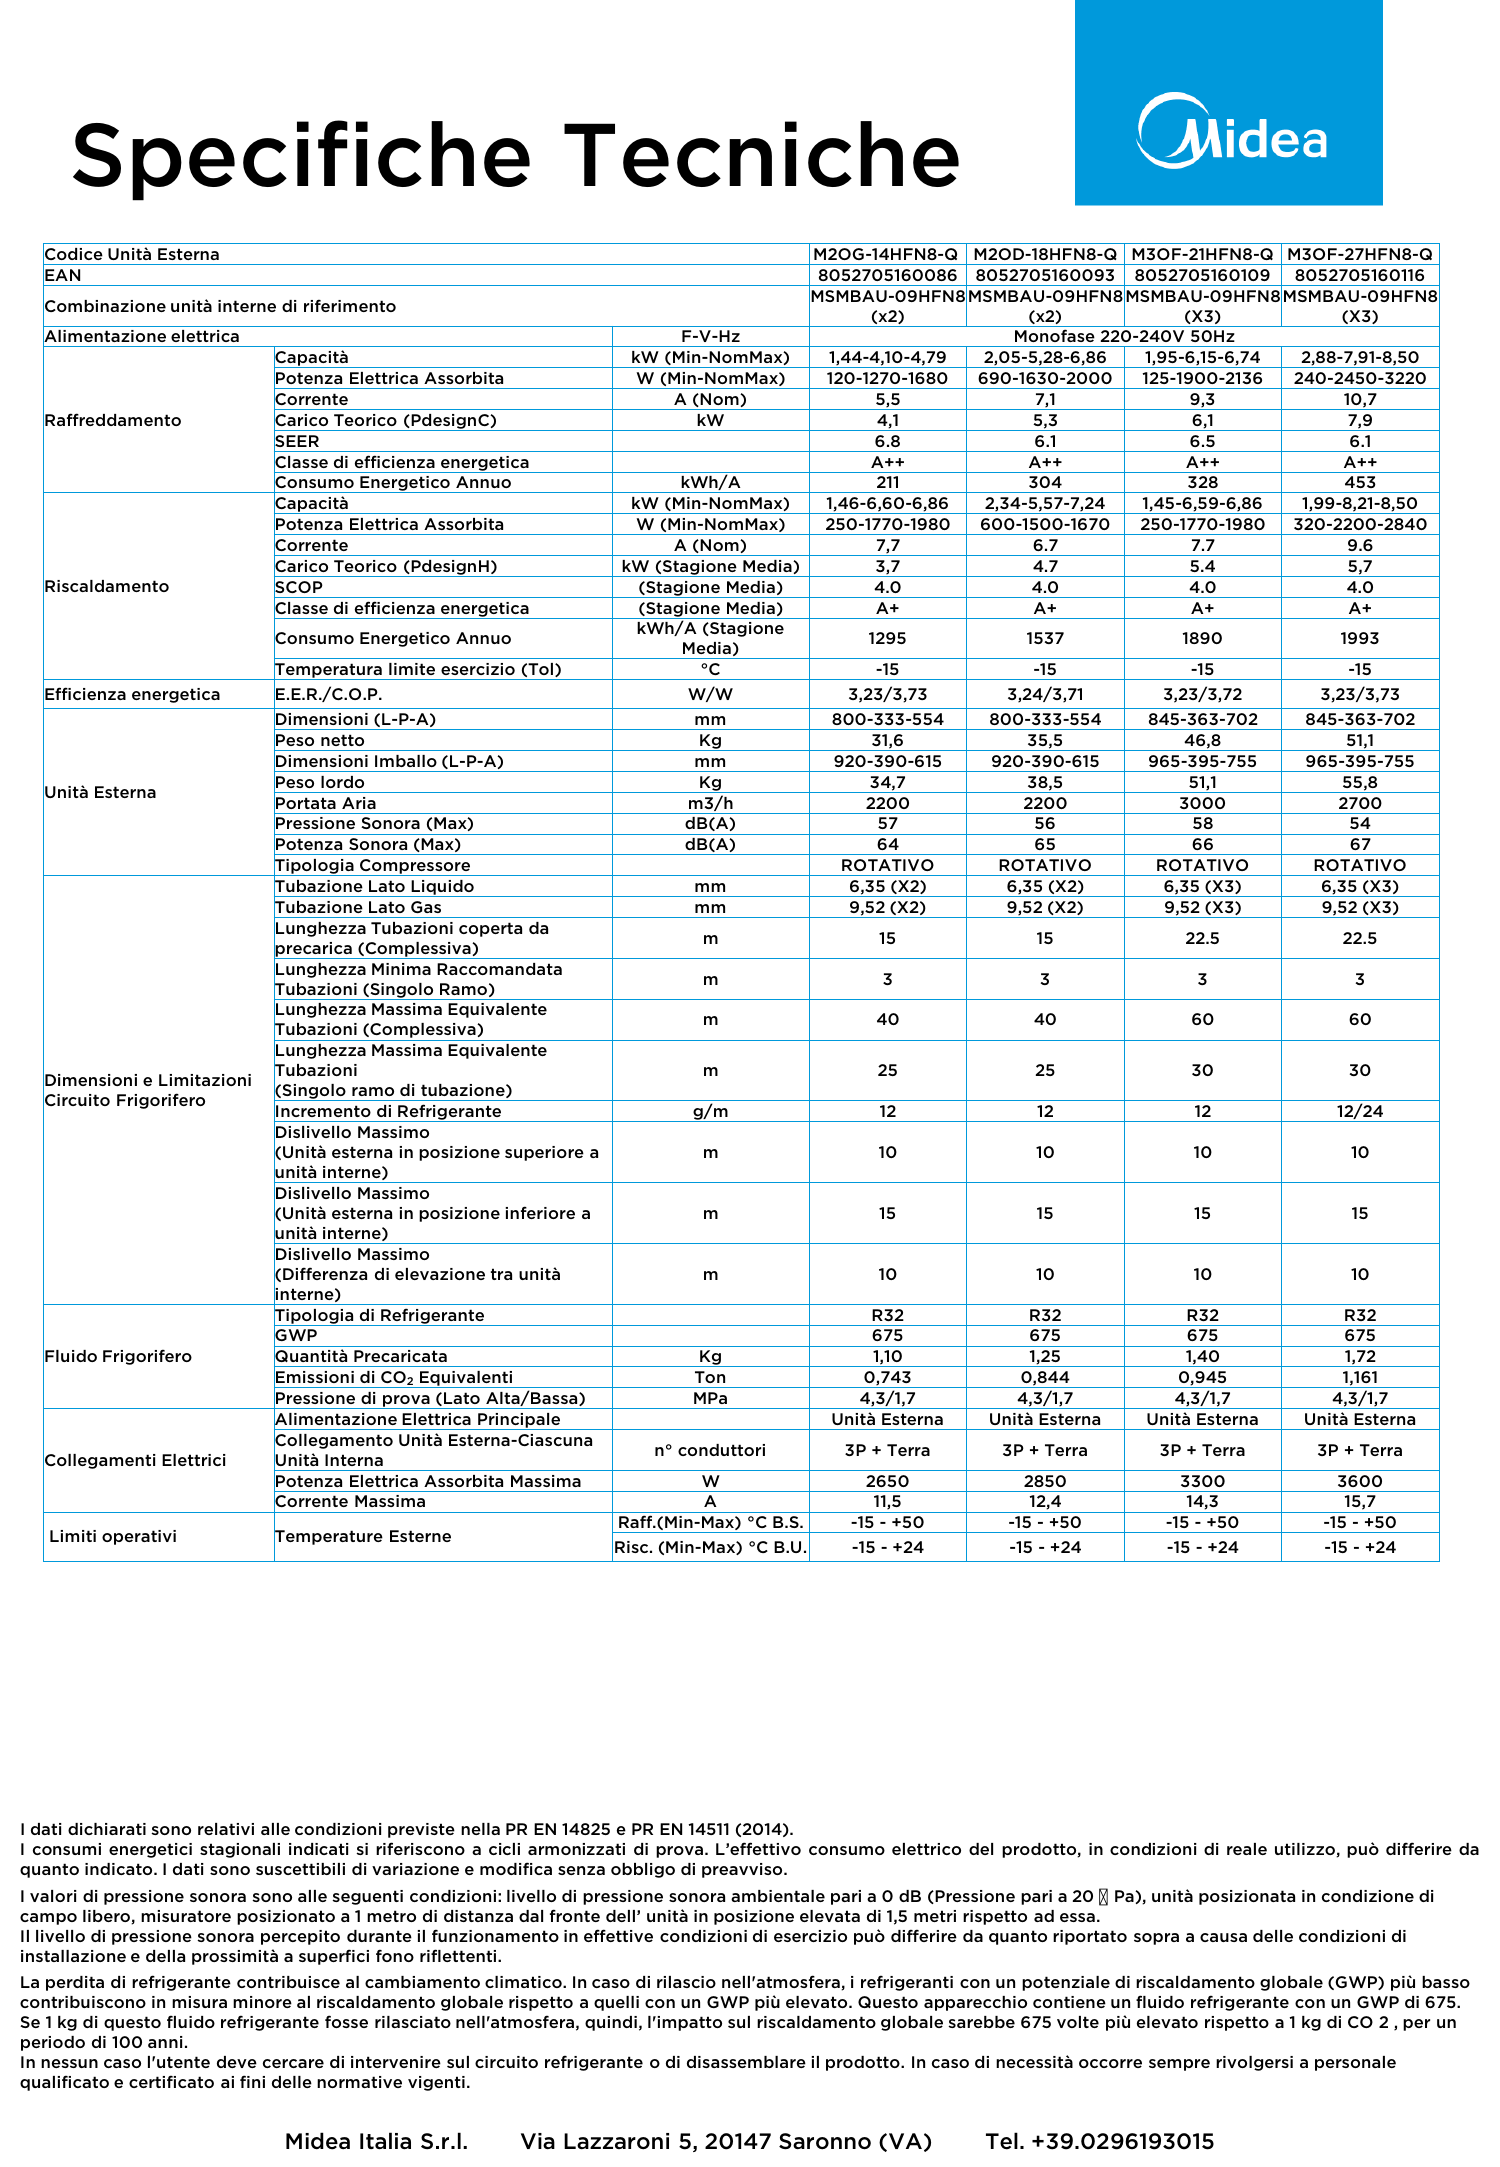 Specifiche Tecniche
Midea
Codice Unità Esterna M2OG-14HFN8-Q M2OD-18HFN8-Q M3OF-21HFN8-Q M3OF-27HFN8-Q
EAN 8052705160086 8052705160093 8052705160109 8052705160116
Combinazione unità interne di riferimento MSMBAU-09HFN8 (x2) MSMBAU-09HFN8 (x2) MSMBAU-09HFN8 (X3) MSMBAU-09HFN8 (X3)
Alimentazione elettrica F-V-Hz Monofase 220-240V 50Hz
Raffreddamento
Capacità kW (Min-NomMax) 1,44-4,10-4,79 2,05-5,28-6,86 1,95-6,15-6,74 2,88-7,91-8,50
Potenza Elettrica Assorbita W (Min-NomMax) 120-1270-1680 690-1630-2000 125-1900-2136 240-2450-3220
Corrente A (Nom) 5,5 7,1 9,3 10,7
Carico Teorico (PdesignC) kW 4,1 5,3 6,1 7,9
SEER 6.8 6.1 6.5 6.1
Classe di efficienza energetica A++ A++ A++ A++
Consumo Energetico Annuo kWh/A 211 304 328 453
Riscaldamento
Capacità kW (Min-NomMax) 1,46-6,60-6,86 2,34-5,57-7,24 1,45-6,59-6,86 1,99-8,21-8,50
Potenza Elettrica Assorbita W (Min-NomMax) 250-1770-1980 600-1500-1670 250-1770-1980 320-2200-2840
Corrente A (Nom) 7,7 6.7 7.7 9.6
Carico Teorico (PdesignH) kW (Stagione Media) 3,7 4.7 5.4 5,7
SCOP (Stagione Media) 4.0 4.0 4.0 4.0
Classe di efficienza energetica (Stagione Media) A+ A+ A+ A+
Consumo Energetico Annuo kWh/A (Stagione Media) 1295 1537 1890 1993
Temperatura limite esercizio (Tol) °C -15 -15 -15 -15
Efficienza energetica E.E.R./C.O.P. W/W 3,23/3,73 3,24/3,71 3,23/3,72 3,23/3,73
Unità Esterna
Dimensioni (L-P-A) mm 800-333-554 800-333-554 845-363-702 845-363-702
Peso netto Kg 31,6 35,5 46,8 51,1
Dimensioni Imballo (L-P-A) mm 920-390-615 920-390-615 965-395-755 965-395-755
Peso lordo Kg 34,7 38,5 51,1 55,8
Portata Aria m3/h 2200 2200 3000 2700
Pressione Sonora (Max) dB(A) 57 56 58 54
Potenza Sonora (Max) dB(A) 64 65 66 67
Tipologia Compressore ROTATIVO ROTATIVO ROTATIVO ROTATIVO
Dimensioni e Limitazioni
Circuito Frigorifero
Tubazione Lato Liquido mm 6,35 (X2) 6,35 (X2) 6,35 (X3) 6,35 (X3)
Tubazione Lato Gas mm 9,52 (X2) 9,52 (X2) 9,52 (X3) 9,52 (X3)
Lunghezza Tubazioni coperta da
precarica (Complessiva) m 15 15 22.5 22.5
Lunghezza Minima Raccomandata
Tubazioni (Singolo Ramo) m 3 3 3 3
Lunghezza Massima Equivalente
Tubazioni (Complessiva) m 40 40 60 60
Lunghezza Massima Equivalente
Tubazioni
(Singolo ramo di tubazione) m 25 25 30 30
Incremento di Refrigerante g/m 12 12 12 12/24
Dislivello Massimo
(Unità esterna in posizione superiore a
unità interne) m 10 10 10 10
Dislivello Massimo
(Unità esterna in posizione inferiore a
unità interne) m 15 15 15 15
Dislivello Massimo
(Differenza di elevazione tra unità
interne) m 10 10 10 10
Fluido Frigorifero
Tipologia di Refrigerante R32 R32 R32 R32
GWP 675 675 675 675
Quantità Precaricata Kg 1,10 1,25 1,40 1,72
Emissioni di CO₂ Equivalenti Ton 0,743 0,844 0,945 1,161
Pressione di prova (Lato Alta/Bassa) MPa 4,3/1,7 4,3/1,7 4,3/1,7 4,3/1,7
Collegamenti Elettrici
Alimentazione Elettrica Principale Unità Esterna Unità Esterna Unità Esterna Unità Esterna
Collegamento Unità Esterna-Ciascuna
Unità Interna n° conduttori 3P + Terra 3P + Terra 3P + Terra 3P + Terra
Potenza Elettrica Assorbita Massima W 2650 2850 3300 3600
Corrente Massima A 11,5 12,4 14,3 15,7
Limiti operativi Temperature Esterne
Raff.(Min-Max) °C B.S. -15 - +50 -15 - +50 -15 - +50 -15 - +50
Risc. (Min-Max) °C B.U. -15 - +24 -15 - +24 -15 - +24 -15 - +24
I dati dichiarati sono relativi alle condizioni previste nella PR EN 14825 e PR EN 14511 (2014).
I consumi energetici stagionali indicati si riferiscono a cicli armonizzati di prova. L’effettivo consumo elettrico del prodotto, in condizioni di reale utilizzo, può differire da
quanto indicato. I dati sono suscettibili di variazione e modifica senza obbligo di preavviso.
I valori di pressione sonora sono alle seguenti condizioni: livello di pressione sonora ambientale pari a 0 dB (Pressione pari a 20 Pa), unità posizionata in condizione di
campo libero, misuratore posizionato a 1 metro di distanza dal fronte dell’ unità in posizione elevata di 1,5 metri rispetto ad essa.
Il livello di pressione sonora percepito durante il funzionamento in effettive condizioni di esercizio può differire da quanto riportato sopra a causa delle condizioni di
installazione e della prossimità a superfici fono riflettenti.
La perdita di refrigerante contribuisce al cambiamento climatico. In caso di rilascio nell'atmosfera, i refrigeranti con un potenziale di riscaldamento globale (GWP) più basso
contribuiscono in misura minore al riscaldamento globale rispetto a quelli con un GWP più elevato. Questo apparecchio contiene un fluido refrigerante con un GWP di 675.
Se 1 kg di questo fluido refrigerante fosse rilasciato nell'atmosfera, quindi, l'impatto sul riscaldamento globale sarebbe 675 volte più elevato rispetto a 1 kg di CO 2 , per un
periodo di 100 anni.
In nessun caso l'utente deve cercare di intervenire sul circuito refrigerante o di disassemblare il prodotto. In caso di necessità occorre sempre rivolgersi a personale
qualificato e certificato ai fini delle normative vigenti.
Midea Italia S.r.l. Via Lazzaroni 5, 20147 Saronno (VA) Tel. +39.0296193015